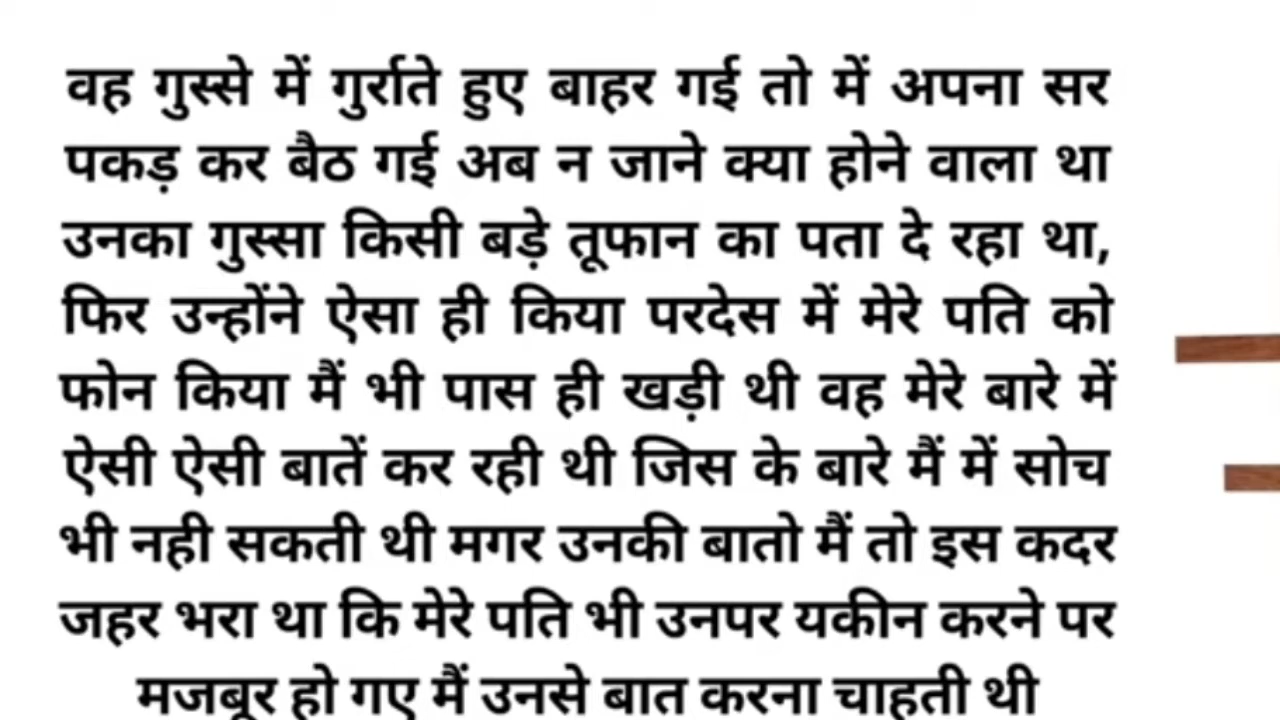 वह गुस्से में गुर्राते हुए बाहर गई तो में अपना सर
पकड़ कर बैठ गई अब न जाने क्या होने वाला था
उनका गुस्सा किसी बड़े तूफान का पता दे रहा था,
फिर उन्होंने ऐसा ही किया परदेस में मेरे पति को
फोन किया मैं भी पास ही खड़ी थी वह मेरे बारे में
ऐसी ऐसी बातें कर रही थी जिस के बारे मैं में सोच
भी नही सकती थी मगर उनकी बातो मैं तो इस कदर
जहर भरा था कि मेरे पति भी उनपर यकीन करने पर
मजबूर हो गए मैं उनसे बात करना चाहती थी